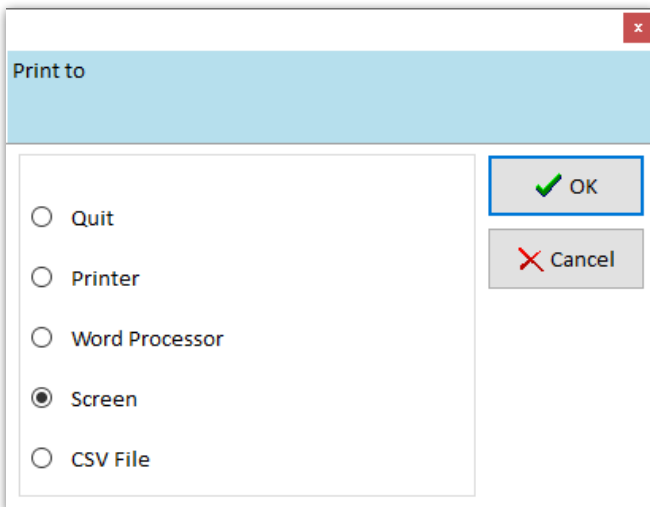 x
Print to
OK
Quit
Cancel
Printer
Word Processor
Screen
CSV File